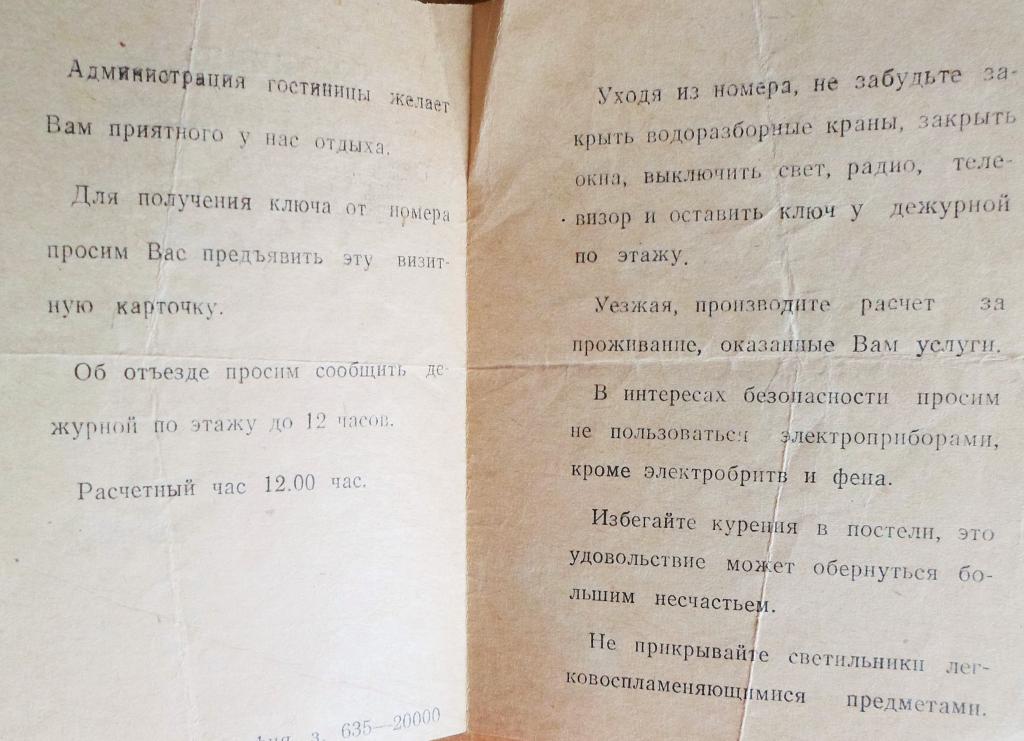 Администрация гостиницы желает
Вам приятного у нас отдыха.
Для получения ключа от номера
просим Вас предъявить эту визит-
ную карточку.
Об отъезде просим сообщить де-
журной по этажу до 12 часов.
Расчетный час 12.00 час.
з. 635—20000
Уходя из номера, не забудьте за-
крыть водоразборные краны, закрыть
окна, выключить свет, радио, теле-
визор и оставить ключ у дежурной
по этажу.
Уезжая, производите расчет за
проживание, оказанные Вам услуги.
В интересах безопасности просим
не пользоваться электроприборами,
кроме электробритв и фена.
Избегайте курения в постели, это
удовольствие может обернуться бо-
льшим несчастьем.
Не прикрывайте светильники лег-
ковоспламеняющимися предметами.